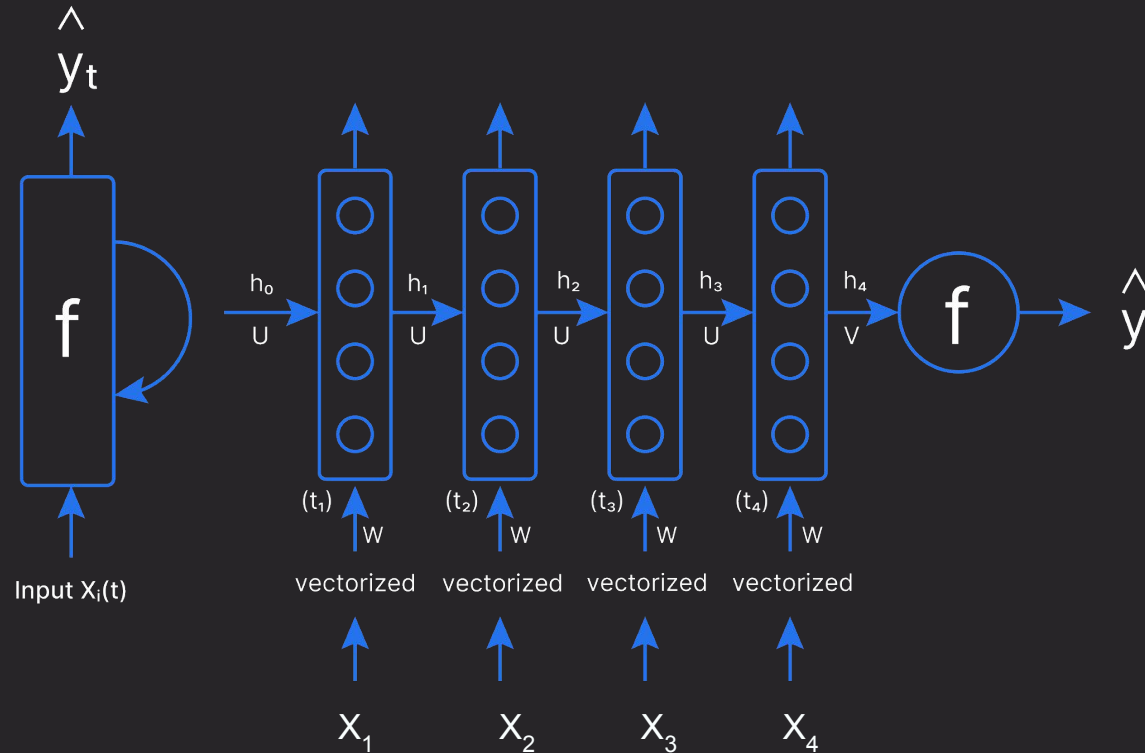 ŷₜ
f
Input Xᵢ(t)
h₀
U
h₁
U
h₂
U
h₃
U
h₄
V
f
ŷ
(t₁)
W
(t₂)
W
(t₃)
W
(t₄)
W
vectorized
vectorized
vectorized
vectorized
X₁
X₂
X₃
X₄